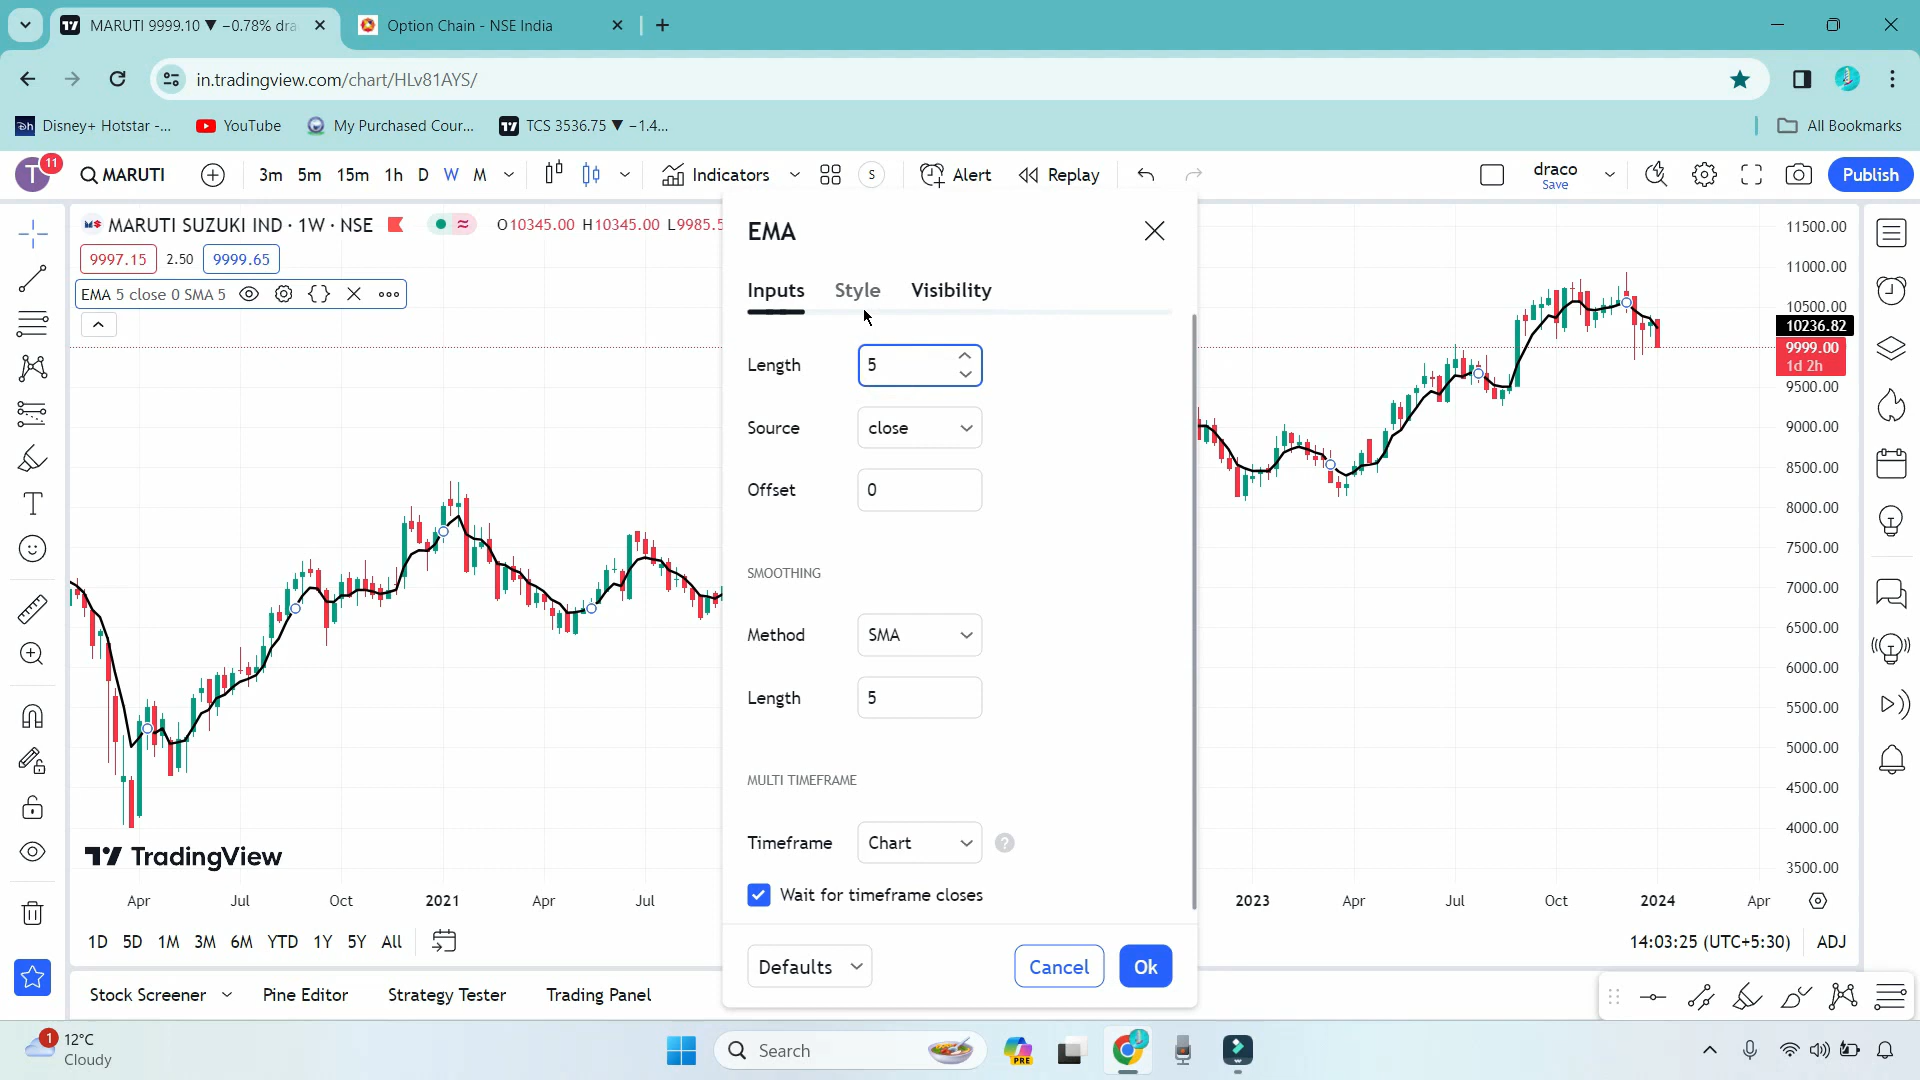 MARUTI 9999.10 ▼ −0.78% dra
Option Chain - NSE India
in.tradingview.com/chart/HLv81AYS/
Disney+ Hotstar -...
YouTube
My Purchased Cour...
TCS 3536.75 ▼ −1.4...
All Bookmarks
T 11
MARUTI
3m 5m 15m 1h D W M
Indicators
S
Alert
Replay
draco
Save
Publish
MARUTI SUZUKI IND · 1W · NSE
O10345.00 H10345.00 L9985.5
9997.15 2.50 9999.65
EMA 5 close 0 SMA 5
EMA
Inputs Style Visibility
Length 5
Source close
Offset 0
SMOOTHING
Method SMA
Length 5
MULTI TIMEFRAME
Timeframe Chart ?
Wait for timeframe closes
Defaults
Cancel
Ok
11500.00
11000.00
10500.00
10236.82
9999.00
1d 2h
9500.00
9000.00
8500.00
8000.00
7500.00
7000.00
6500.00
6000.00
5500.00
5000.00
4500.00
4000.00
3500.00
TradingView
Apr Jul Oct 2021 Apr Jul 2023 Apr Jul Oct 2024 Apr
1D 5D 1M 3M 6M YTD 1Y 5Y All
14:03:25 (UTC+5:30) ADJ
Stock Screener Pine Editor Strategy Tester Trading Panel
1
12°C
Cloudy
Search
PRE